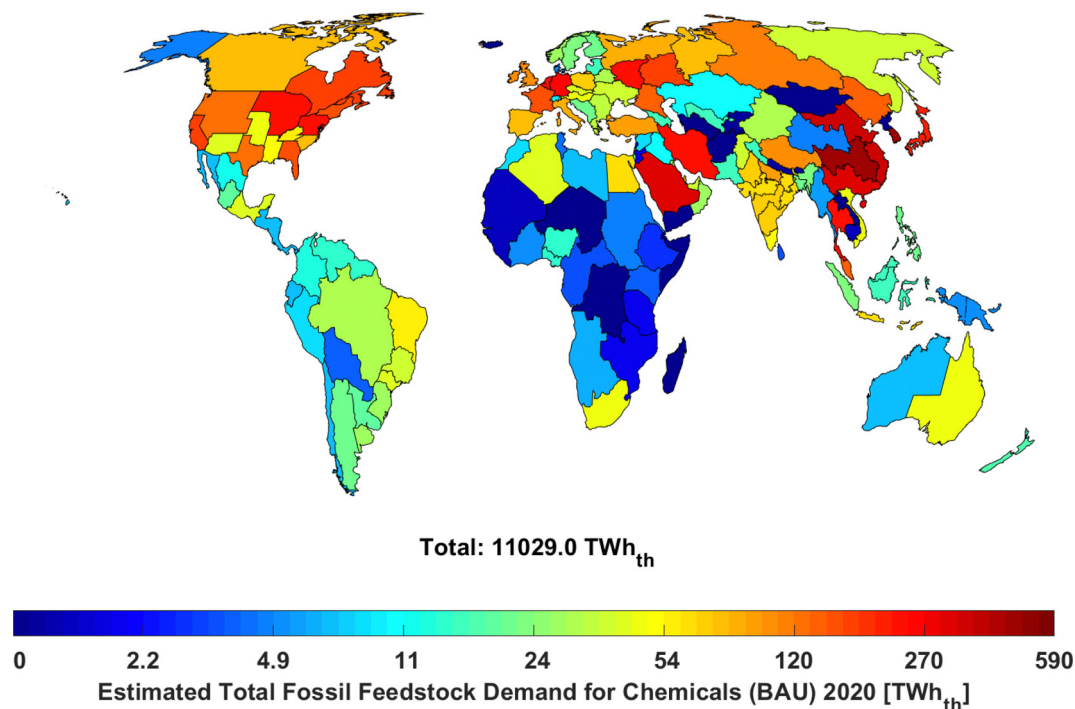 Total: 11029.0 TWh_th
0 2.2 4.9 11 24 54 120 270 590
Estimated Total Fossil Feedstock Demand for Chemicals (BAU) 2020 [TWh_th]